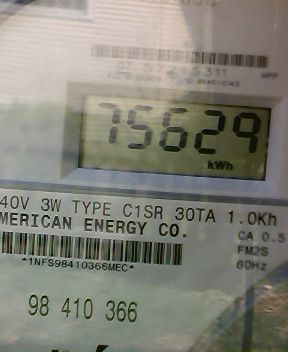 75629
kWh
40V 3W TYPE C1SR 30TA 1.0Kh
MERICAN ENERGY CO.
CA 0.5
FM2S
*1NFS98410366MEC*
60Hz
98 410 366